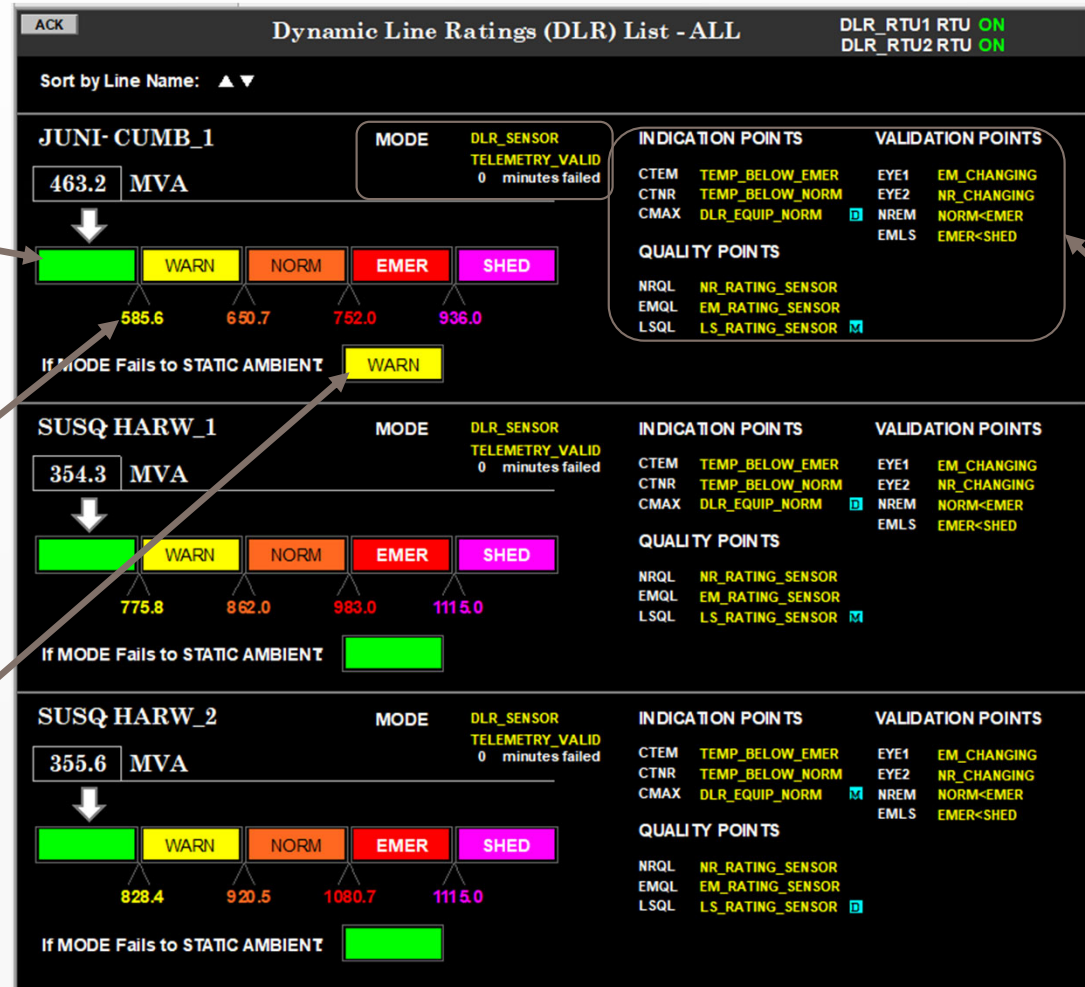 ACK
Dynamic Line Ratings (DLR) List - ALL
DLR_RTU1 RTU ON
DLR_RTU2 RTU ON
Sort by Line Name: ▲ ▼
JUNI- CUMB_1
463.2 MVA
MODE DLR_SENSOR
TELEMETRY_VALID
0 minutes failed
WARN NORM EMER SHED
585.6 650.7 752.0 936.0
If MODE Fails to STATIC AMBIENT WARN
INDICATION POINTS
CTEM TEMP_BELOW_EMER
CTNR TEMP_BELOW_NORM
CMAX DLR_EQUIP_NORM D
QUALITY POINTS
NRQL NR_RATING_SENSOR
EMQL EM_RATING_SENSOR
LSQL LS_RATING_SENSOR M
VALIDATION POINTS
EYE1 EM_CHANGING
EYE2 NR_CHANGING
NREM NORM<EMER
EMLS EMER<SHED
SUSQ HARW_1
354.3 MVA
MODE DLR_SENSOR
TELEMETRY_VALID
0 minutes failed
WARN NORM EMER SHED
775.8 862.0 983.0 1115.0
If MODE Fails to STATIC AMBIENT
INDICATION POINTS
CTEM TEMP_BELOW_EMER
CTNR TEMP_BELOW_NORM
CMAX DLR_EQUIP_NORM D
QUALITY POINTS
NRQL NR_RATING_SENSOR
EMQL EM_RATING_SENSOR
LSQL LS_RATING_SENSOR M
VALIDATION POINTS
EYE1 EM_CHANGING
EYE2 NR_CHANGING
NREM NORM<EMER
EMLS EMER<SHED
SUSQ HARW_2
355.6 MVA
MODE DLR_SENSOR
TELEMETRY_VALID
0 minutes failed
WARN NORM EMER SHED
828.4 920.5 1080.7 1115.0
If MODE Fails to STATIC AMBIENT
INDICATION POINTS
CTEM TEMP_BELOW_EMER
CTNR TEMP_BELOW_NORM
CMAX DLR_EQUIP_NORM M
QUALITY POINTS
NRQL NR_RATING_SENSOR
EMQL EM_RATING_SENSOR
LSQL LS_RATING_SENSOR D
VALIDATION POINTS
EYE1 EM_CHANGING
EYE2 NR_CHANGING
NREM NORM<EMER
EMLS EMER<SHED